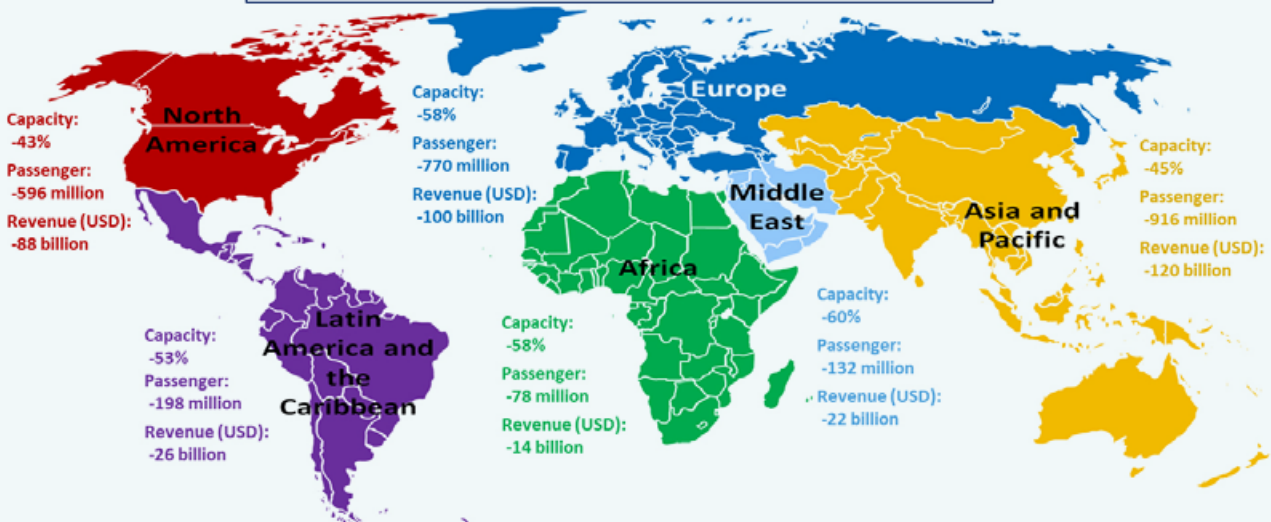 North
America
Capacity:
-43%
Passenger:
-596 million
Revenue (USD):
-88 billion
Europe
Capacity:
-58%
Passenger:
-770 million
Revenue (USD):
-100 billion
Middle
East
Asia and
Pacific
Capacity:
-45%
Passenger:
-916 million
Revenue (USD):
-120 billion
Africa
Latin
America and
the
Caribbean
Capacity:
-53%
Passenger:
-198 million
Revenue (USD):
-26 billion
Capacity:
-58%
Passenger:
-78 million
Revenue (USD):
-14 billion
Capacity:
-60%
Passenger:
-132 million
Revenue (USD):
-22 billion